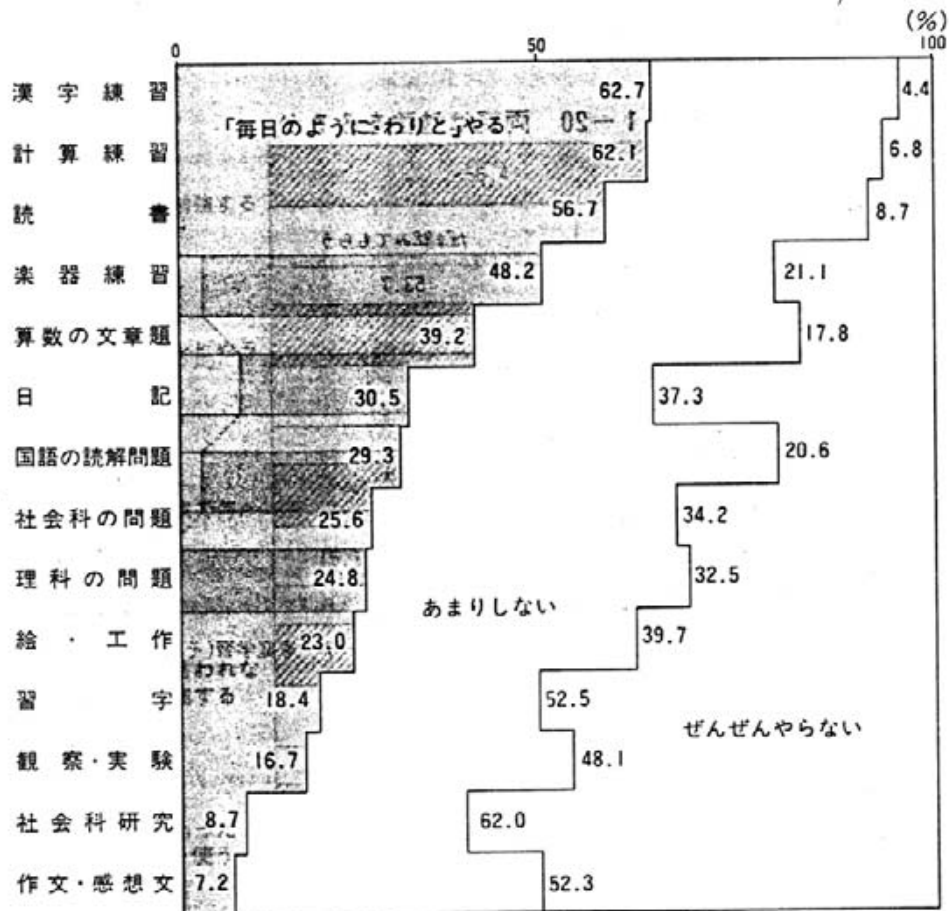 (%)
0 50 100
漢字練習 62.7 4.4
「毎日のように・わりと」やる
計算練習 62.1 6.8
読書 56.7 8.7
楽器練習 48.2 21.1
算数の文章題 39.2 17.8
日記 30.5 37.3
国語の読解問題 29.3 20.6
社会科の問題 25.6 34.2
理科の問題 24.8 32.5
あまりしない
絵・工作 23.0 39.7
習字 18.4 52.5
ぜんぜんやらない
観察・実験 16.7 48.1
社会科研究 8.7 62.0
作文・感想文 7.2 52.3